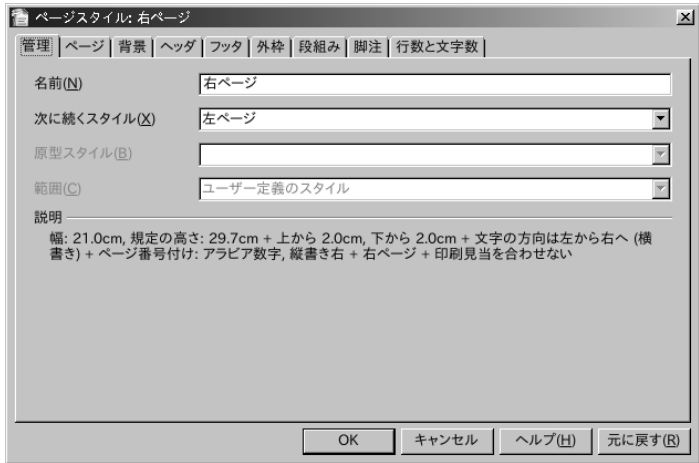 ページスタイル: 右ページ
管理 ページ 背景 ヘッダ フッタ 外枠 段組み 脚注 行数と文字数
名前(N) 右ページ
次に続くスタイル(X) 左ページ
原型スタイル(B)
範囲(C) ユーザー定義のスタイル
説明
幅: 21.0cm, 規定の高さ: 29.7cm + 上から 2.0cm, 下から 2.0cm + 文字の方向は左から右へ (横
書き) + ページ番号付け: アラビア数字, 縦書き右 + 右ページ + 印刷見当を合わせない
OK キャンセル ヘルプ(H) 元に戻す(R)